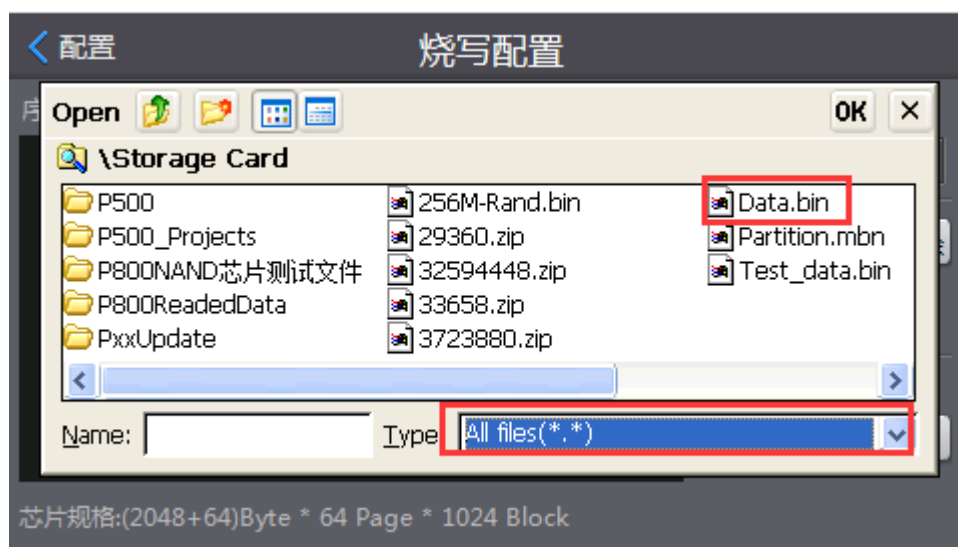 配置
烧写配置
序
Open
OK
\Storage Card
P500
256M-Rand.bin
Data.bin
P500_Projects
29360.zip
Partition.mbn
P800NAND芯片测试文件
32594448.zip
Test_data.bin
P800ReadedData
33658.zip
PxxUpdate
3723880.zip
Name:
Type
All files(*.*)
芯片规格:(2048+64)Byte * 64 Page * 1024 Block